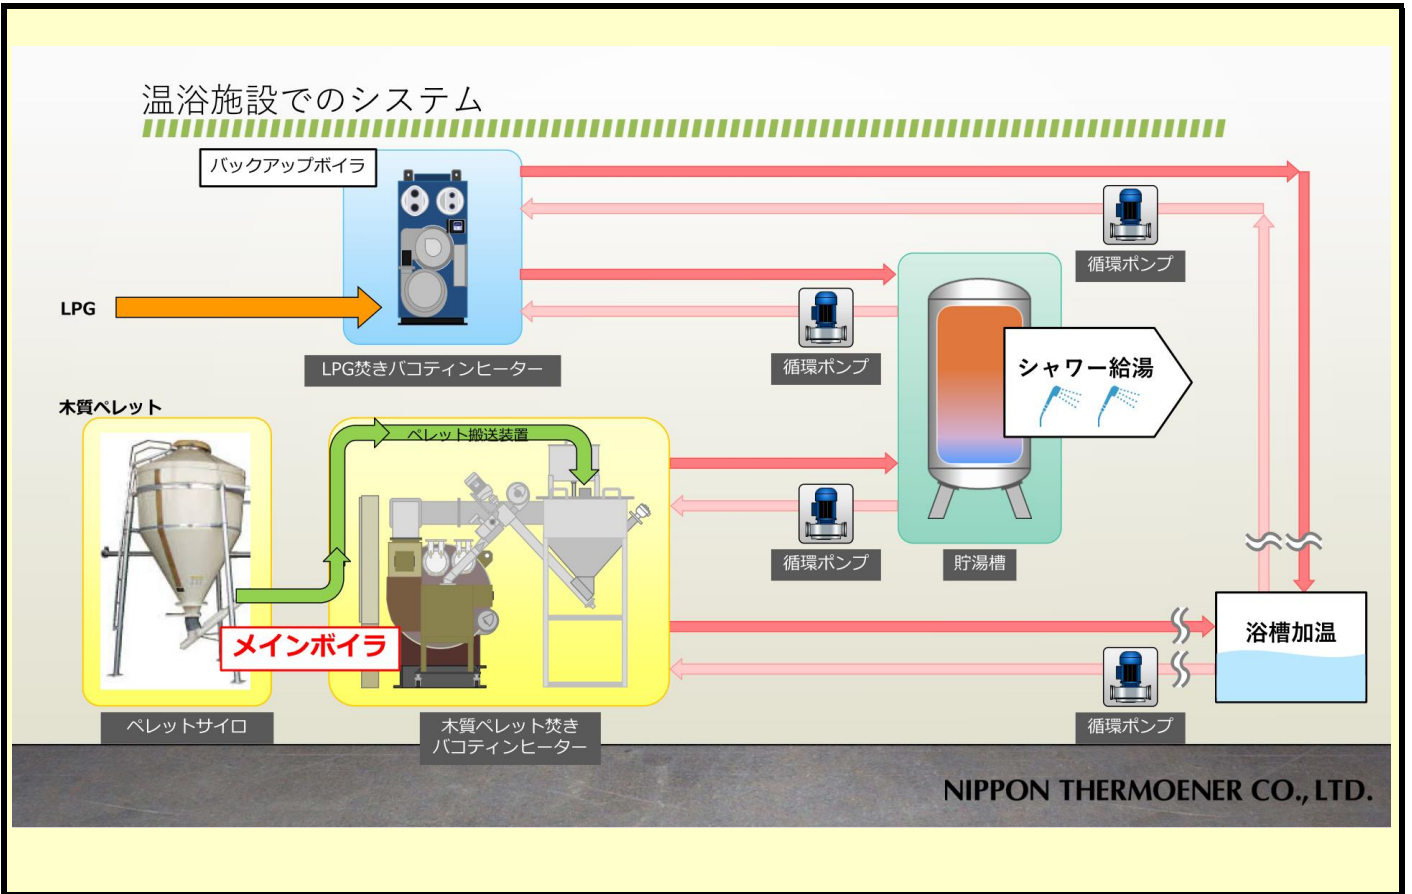 温浴施設でのシステム
バックアップボイラ
循環ポンプ
LPG
LPG焚きバコティンヒーター
循環ポンプ
シャワー給湯
木質ペレット
ペレット搬送装置
循環ポンプ
貯湯槽
メインボイラ
浴槽加温
ペレットサイロ
木質ペレット焚き
バコティンヒーター
循環ポンプ
NIPPON THERMOENER CO., LTD.